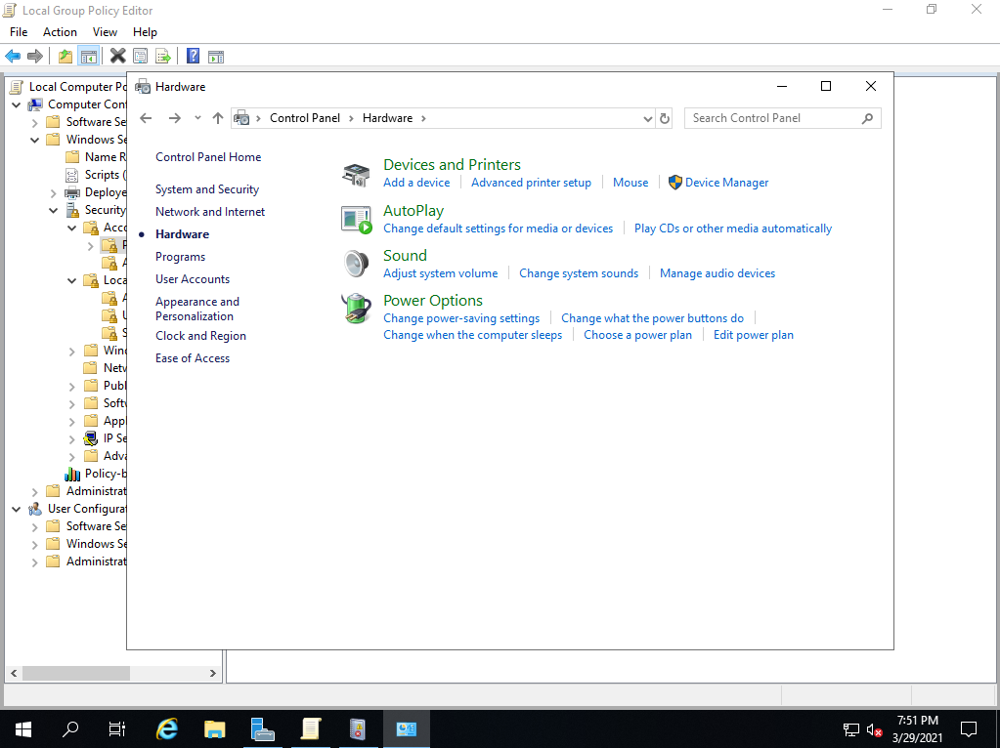 Local Group Policy Editor
File Action View Help
Local Computer Po
Computer Con
Software Se
Windows Se
Name R
Scripts (
Deploye
Security
Acco
P
A
Loca
A
U
S
Wind
Netw
Publ
Softw
Appl
IP Se
Adva
Policy-b
Administrat
User Configurat
Software Se
Windows Se
Administrat
Hardware
Control Panel > Hardware >
Search Control Panel
Control Panel Home
System and Security
Network and Internet
Hardware
Programs
User Accounts
Appearance and
Personalization
Clock and Region
Ease of Access
Devices and Printers
Add a device Advanced printer setup Mouse Device Manager
AutoPlay
Change default settings for media or devices Play CDs or other media automatically
Sound
Adjust system volume Change system sounds Manage audio devices
Power Options
Change power-saving settings Change what the power buttons do
Change when the computer sleeps Choose a power plan Edit power plan
7:51 PM
3/29/2021